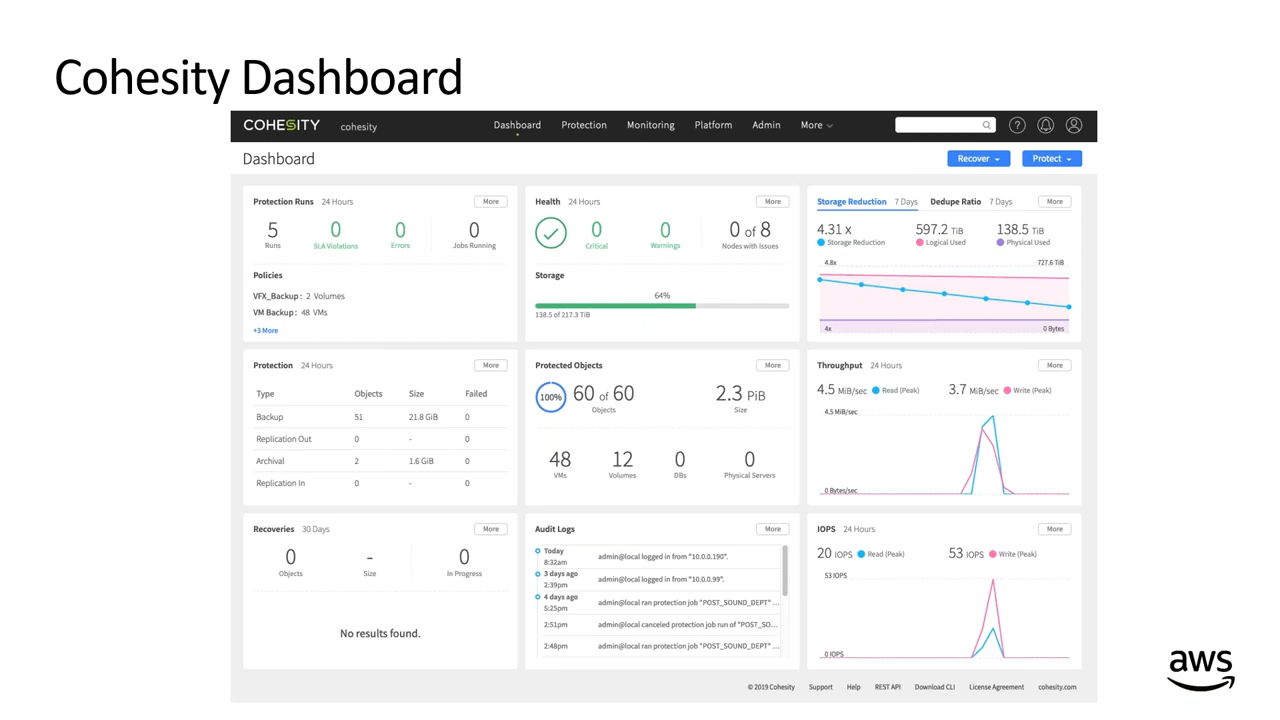 Cohesity Dashboard
COHESITY cohesity Dashboard Protection Monitoring Platform Admin More
Dashboard Recover Protect
Protection Runs 24 Hours More
5 0 0 0
Runs SLA Violations Errors Jobs Running
Policies
VFX_Backup : 2 Volumes
VM Backup : 48 VMs
+3 More
Health 24 Hours More
0 0 0 of 8
Critical Warnings Nodes with Issues
Storage
64%
138.5 of 217.3 TiB
Storage Reduction 7 Days Dedupe Ratio 7 Days More
4.31 x 597.2 TiB 138.5 TiB
Storage Reduction Logical Used Physical Used
4.8x 727.6 TiB
4x 0 Bytes
Protection 24 Hours More
Type Objects Size Failed
Backup 51 21.8 GiB 0
Replication Out 0 - 0
Archival 2 1.6 GiB 0
Replication In 0 - 0
Protected Objects More
100% 60 of 60 2.3 PiB
Objects Size
48 12 0 0
VMs Volumes DBs Physical Servers
Throughput 24 Hours More
4.5 MiB/sec Read (Peak) 3.7 MiB/sec Write (Peak)
4.5 MiB/sec
0 Bytes/sec
Recoveries 30 Days More
0 - 0
Objects Size In Progress
No results found.
Audit Logs More
Today
8:32am admin@local logged in from "10.0.0.190".
3 days ago
2:39pm admin@local logged in from "10.0.0.99".
4 days ago
5:25pm admin@local ran protection job "POST_SOUND_DEPT" ...
2:51pm admin@local canceled protection job run of "POST_SO...
2:48pm admin@local ran protection job "POST_SOUND_DEPT" ...
IOPS 24 Hours More
20 IOPS Read (Peak) 53 IOPS Write (Peak)
53 IOPS
0 IOPS
© 2019 Cohesity Support Help REST API Download CLI License Agreement cohesity.com
aws